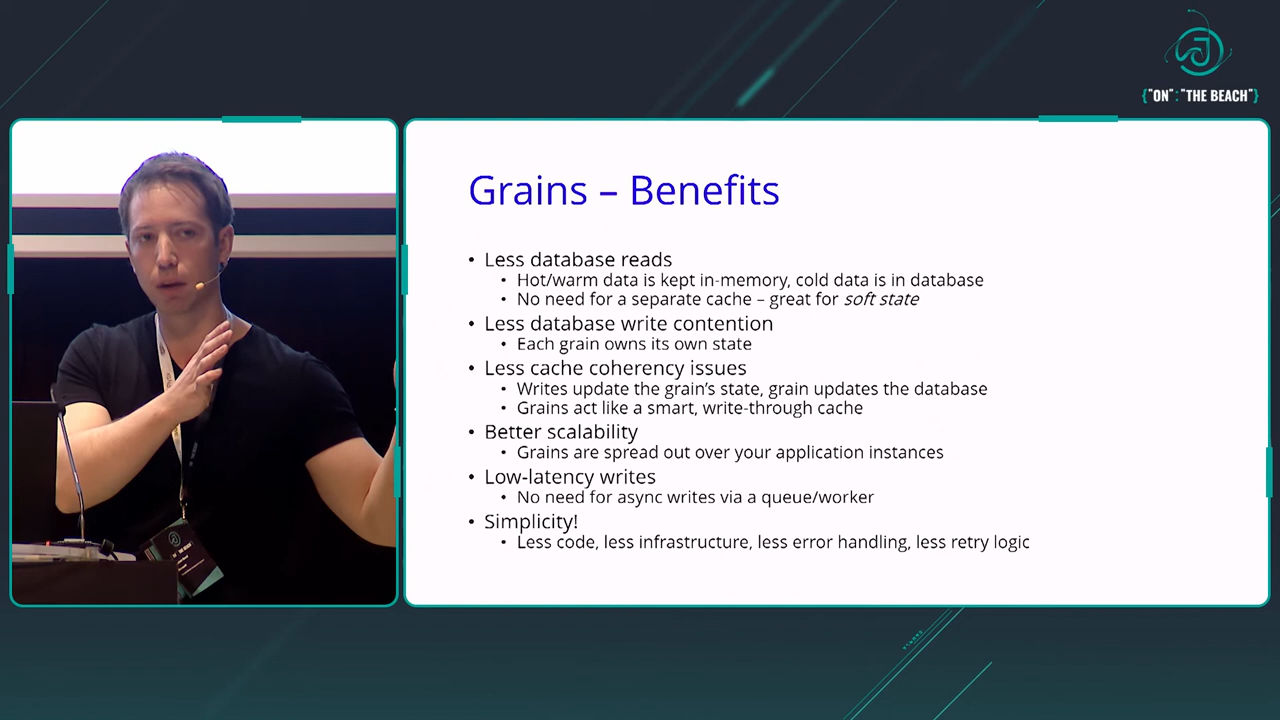 {"ON":"THE BEACH"}
Grains – Benefits
• Less database reads
• Hot/warm data is kept in-memory, cold data is in database
• No need for a separate cache – great for soft state
• Less database write contention
• Each grain owns its own state
• Less cache coherency issues
• Writes update the grain's state, grain updates the database
• Grains act like a smart, write-through cache
• Better scalability
• Grains are spread out over your application instances
• Low-latency writes
• No need for async writes via a queue/worker
• Simplicity!
• Less code, less infrastructure, less error handling, less retry logic